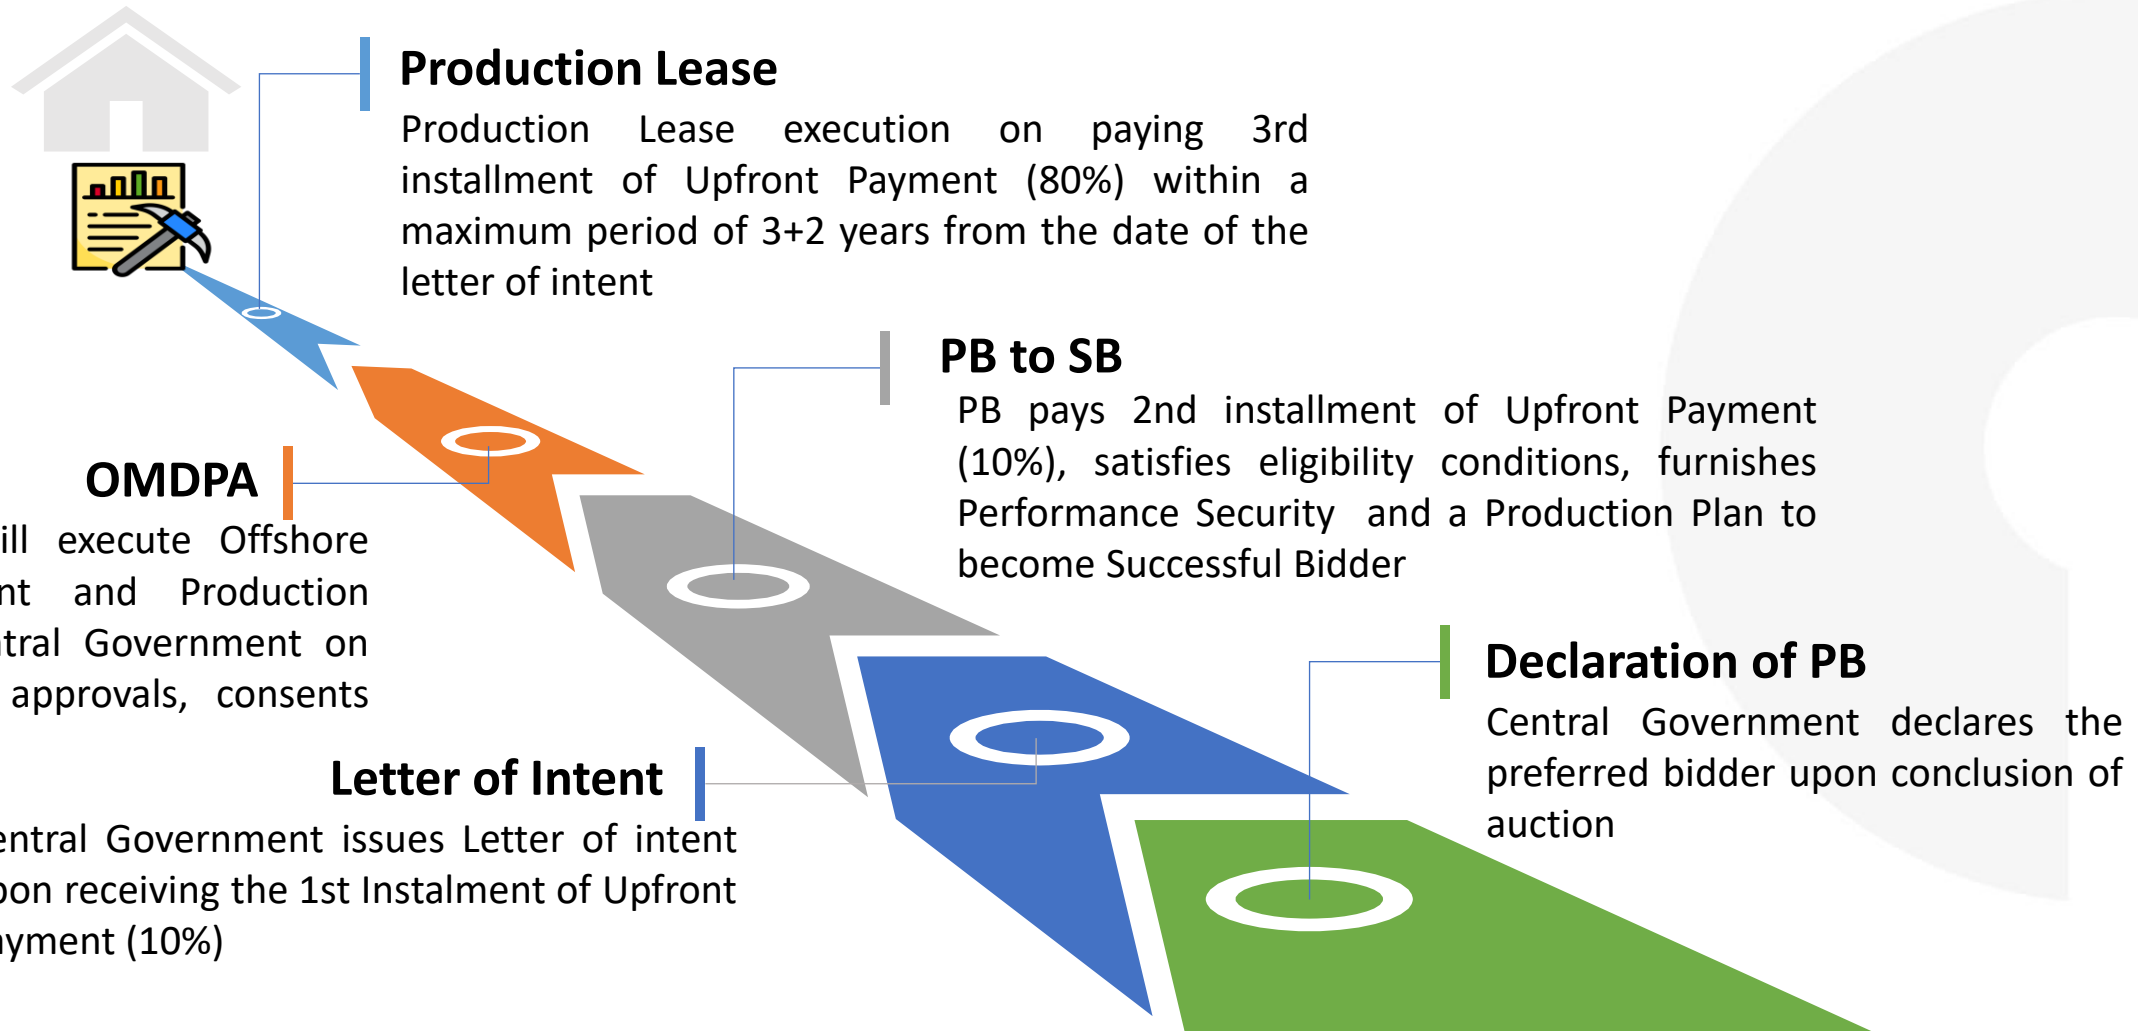 Production Lease
Production Lease execution on paying 3rd
installment of Upfront Payment (80%) within a
maximum period of 3+2 years from the date of the
letter of intent
PB to SB
PB pays 2nd installment of Upfront Payment
(10%), satisfies eligibility conditions, furnishes
Performance Security and a Production Plan to
become Successful Bidder
OMDPA
execute Offshore
and Production
Government on
approvals, consents
Declaration of PB
Central Government declares the
preferred bidder upon conclusion of
auction
Letter of Intent
Government issues Letter of intent
receiving the 1st Instalment of Upfront
(10%)